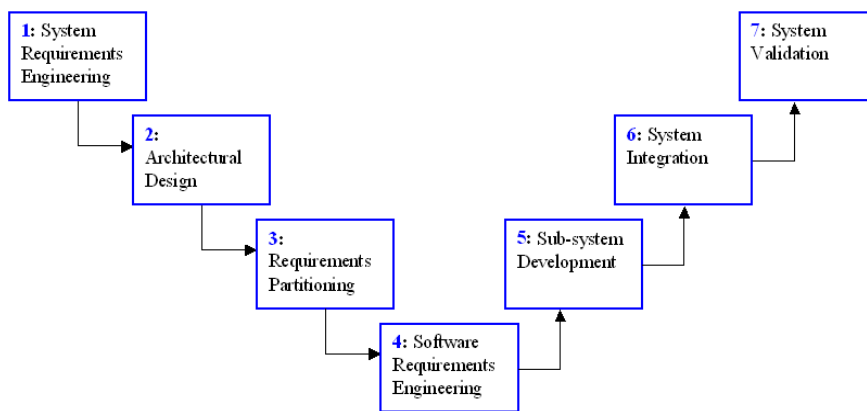 1: System
Requirements
Engineering
2:
Architectural
Design
3:
Requirements
Partitioning
4: Software
Requirements
Engineering
5: Sub-system
Development
6: System
Integration
7: System
Validation